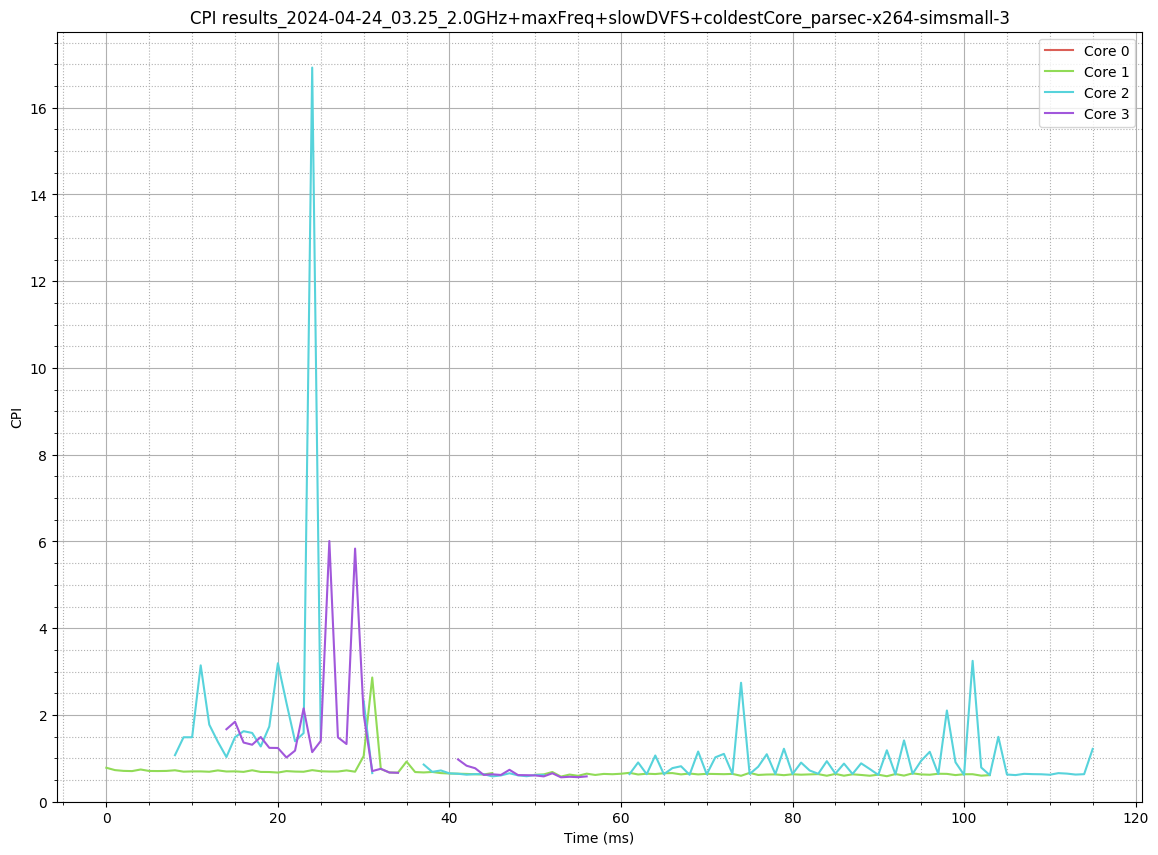 CPI results_2024-04-24_03.25_2.0GHz+maxFreq+slowDVFS+coldestCore_parsec-x264-simsmall-3
Core 0
Core 1
Core 2
Core 3
16
14
12
10
8
6
4
2
0
CPI
0 20 40 60 80 100 120
Time (ms)